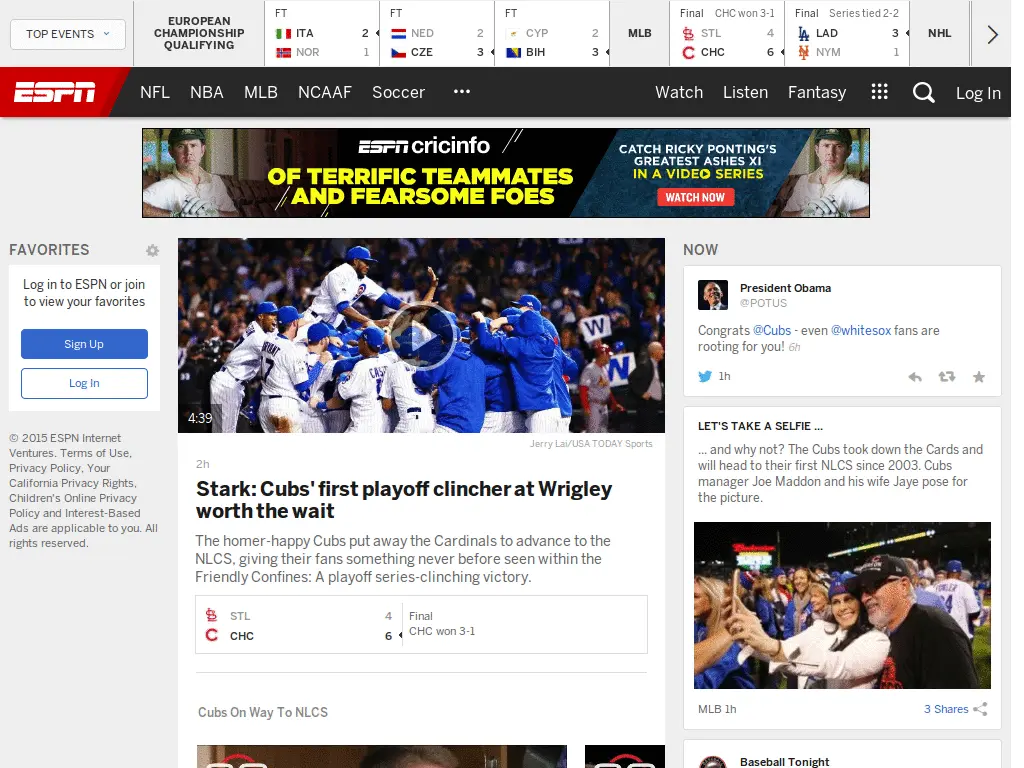 TOP EVENTS
EUROPEAN
CHAMPIONSHIP
QUALIFYING
FT
ITA 2
NOR 1
FT
NED 2
CZE 3
FT
CYP 2
BIH 3
MLB
Final CHC won 3-1
STL 4
CHC 6
Final Series tied 2-2
LAD 3
NYM 1
NHL
ESPN
NFL NBA MLB NCAAF Soccer •••
Watch Listen Fantasy Log In
ESPN cricinfo
OF TERRIFIC TEAMMATES
AND FEARSOME FOES
CATCH RICKY PONTING'S
GREATEST ASHES XI
IN A VIDEO SERIES
WATCH NOW
FAVORITES
Log in to ESPN or join
to view your favorites
Sign Up
Log In
© 2015 ESPN Internet
Ventures. Terms of Use,
Privacy Policy, Your
California Privacy Rights,
Children's Online Privacy
Policy and Interest-Based
Ads are applicable to you. All
rights reserved.
W
W
17
4:39
Jerry Lai/USA TODAY Sports
2h
Stark: Cubs' first playoff clincher at Wrigley
worth the wait
The homer-happy Cubs put away the Cardinals to advance to the
NLCS, giving their fans something never before seen within the
Friendly Confines: A playoff series-clinching victory.
STL 4
CHC 6
Final
CHC won 3-1
Cubs On Way To NLCS
NOW
President Obama
@POTUS
Congrats @Cubs - even @whitesox fans are
rooting for you! 6h
1h
LET'S TAKE A SELFIE ...
... and why not? The Cubs took down the Cards and
will head to their first NLCS since 2003. Cubs
manager Joe Maddon and his wife Jaye pose for
the picture.
MLB 1h
3 Shares
Baseball Tonight